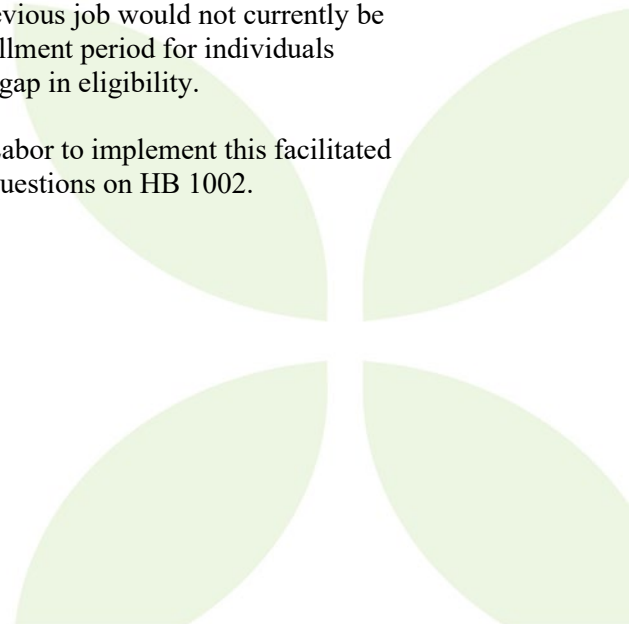 evious job would not currently be
llment period for individuals
gap in eligibility.
abor to implement this facilitated
uestions on HB 1002.